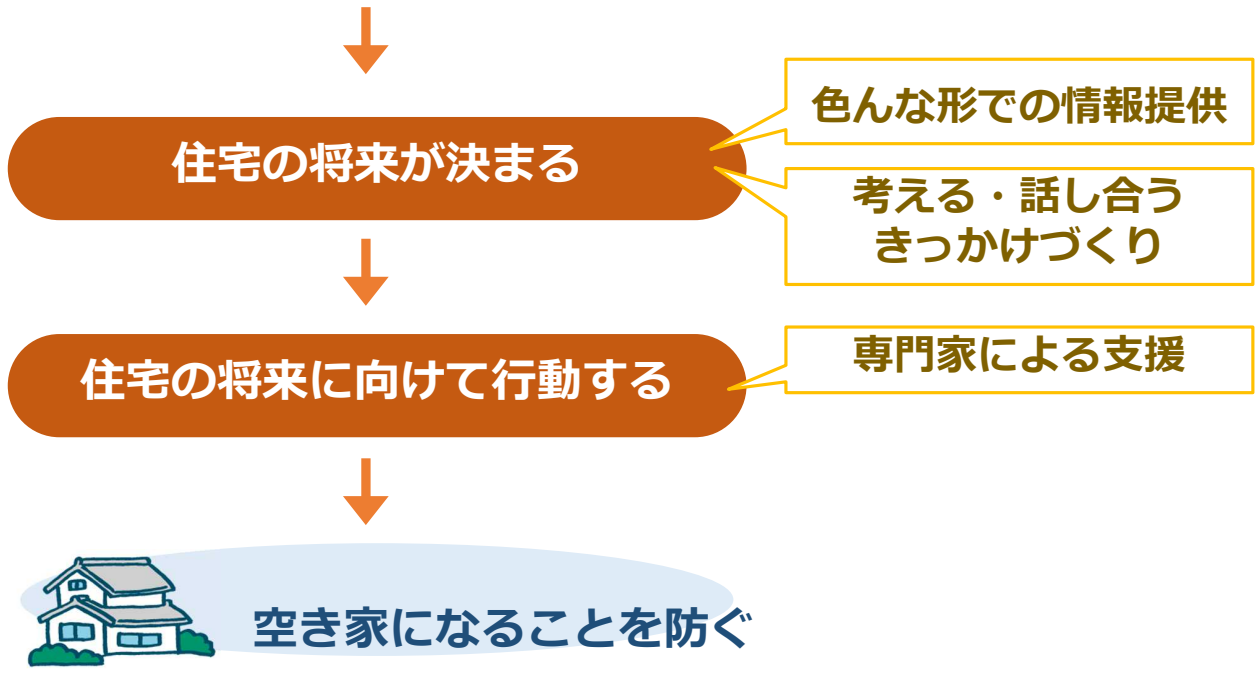 色んな形での情報提供
住宅の将来が決まる
考える・話し合う
きっかけづくり
住宅の将来に向けて行動する
専門家による支援
空き家になることを防ぐ